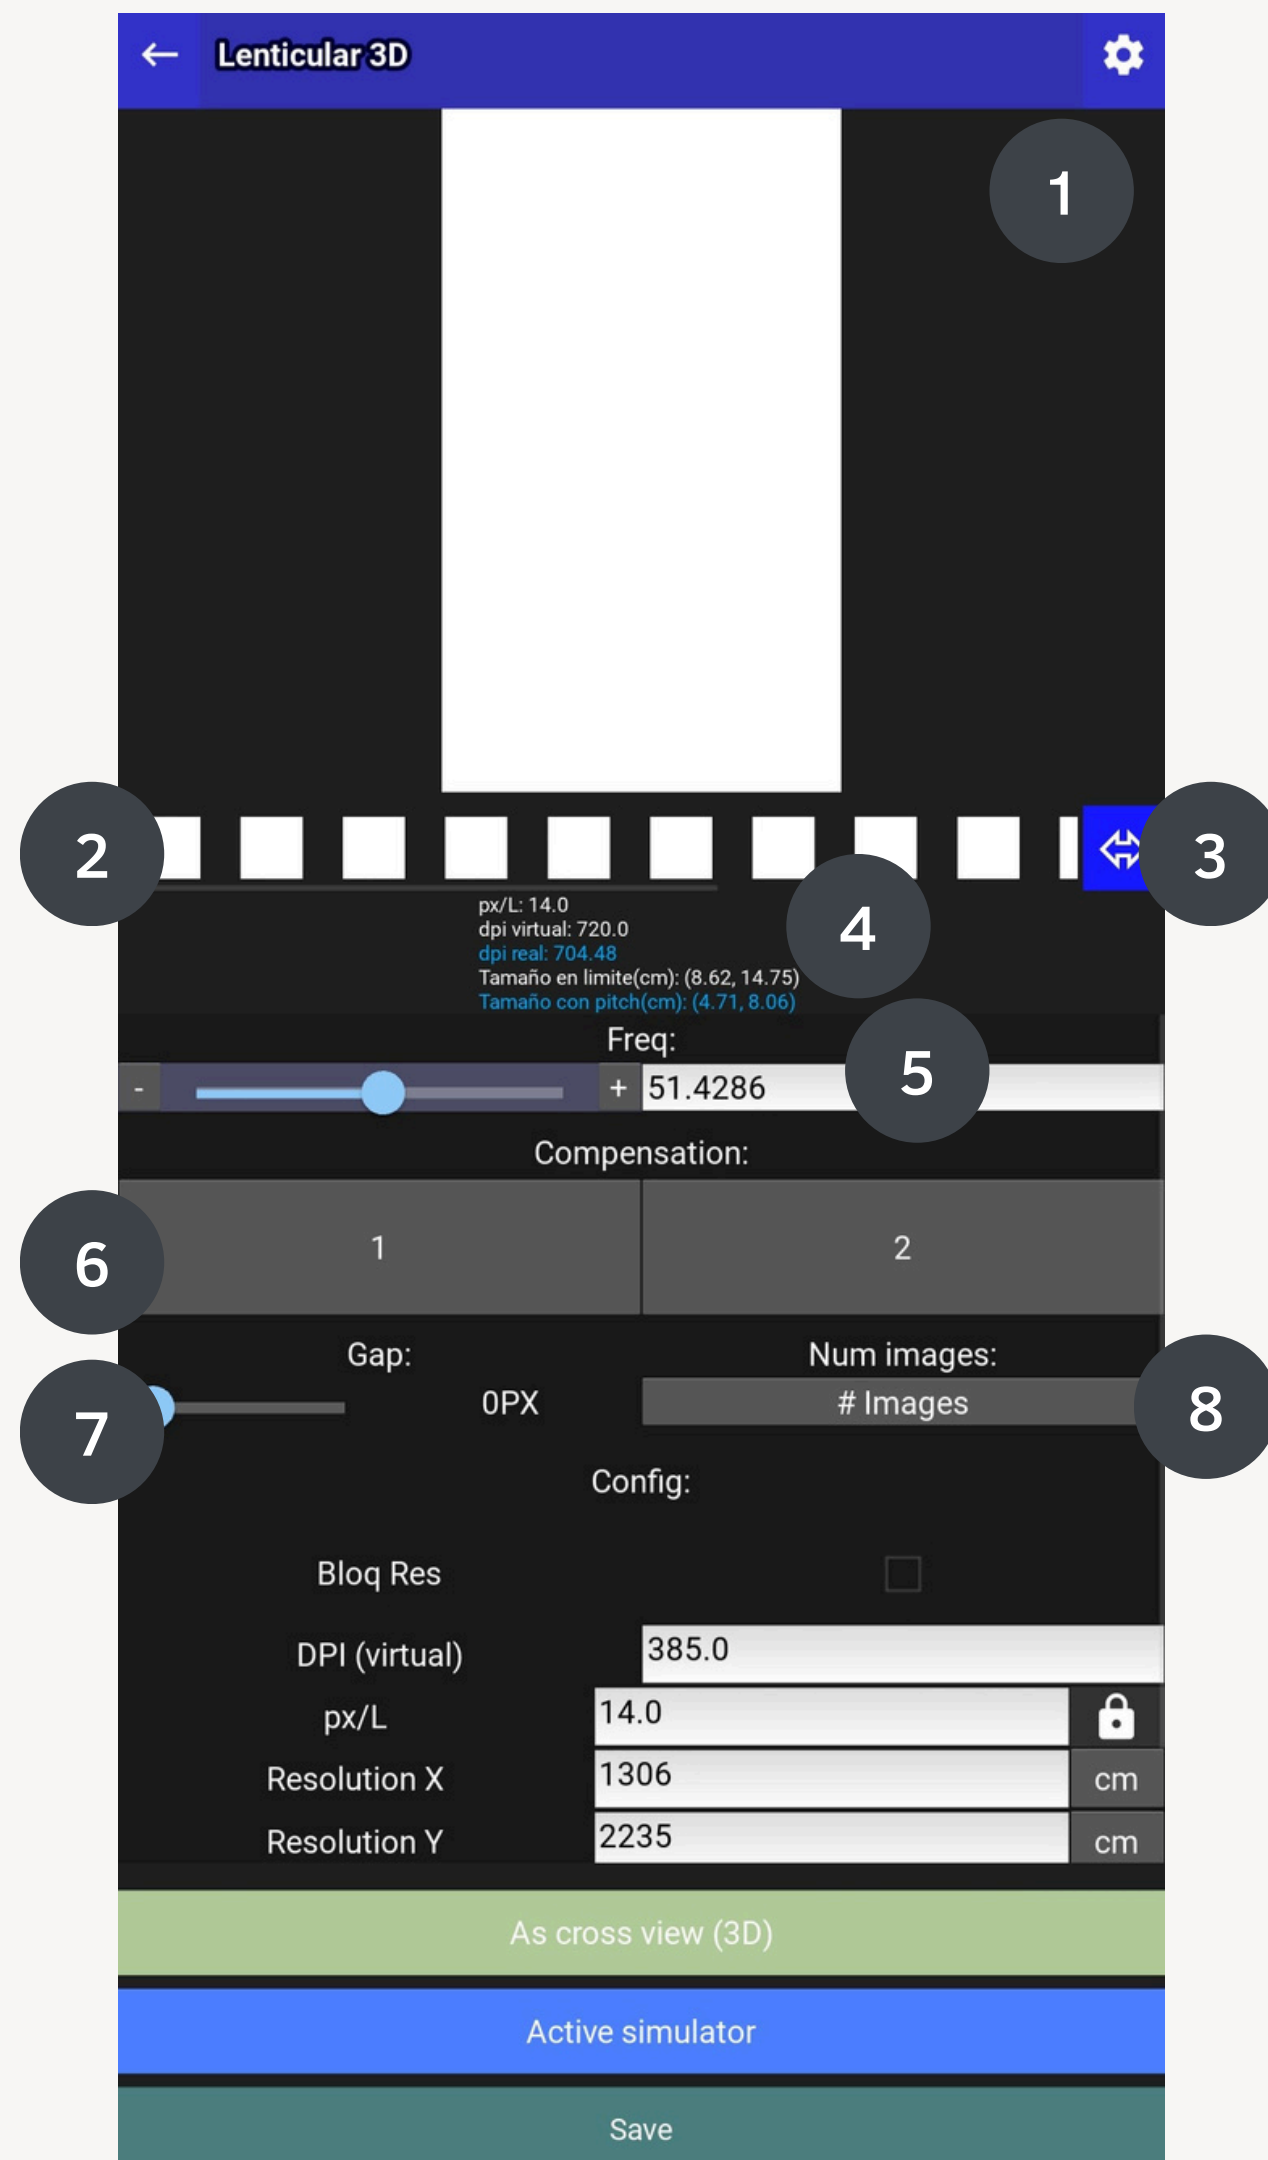 Lenticular 3D
1
2
3
px/L: 14.0
dpi virtual: 720.0
4
dpi real: 704.48
Tamaño en limite(cm): (8.62, 14.75)
Tamaño con pitch(cm): (4.71, 8.06)
Freq:
- + 51.4286
5
Compensation:
6
1 2
Gap: Num images:
0PX # Images
7
8
Config:
Bloq Res
DPI (virtual) 385.0
px/L 14.0
Resolution X 1306 cm
Resolution Y 2235 cm
As cross view (3D)
Active simulator
Save